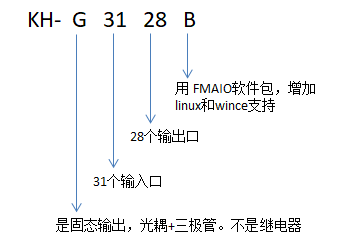 KH- G 31 28 B
用 FMAIO软件包，增加
linux和wince支持
28个输出口
31个输入口
是固态输出，光耦+三极管。不是继电器